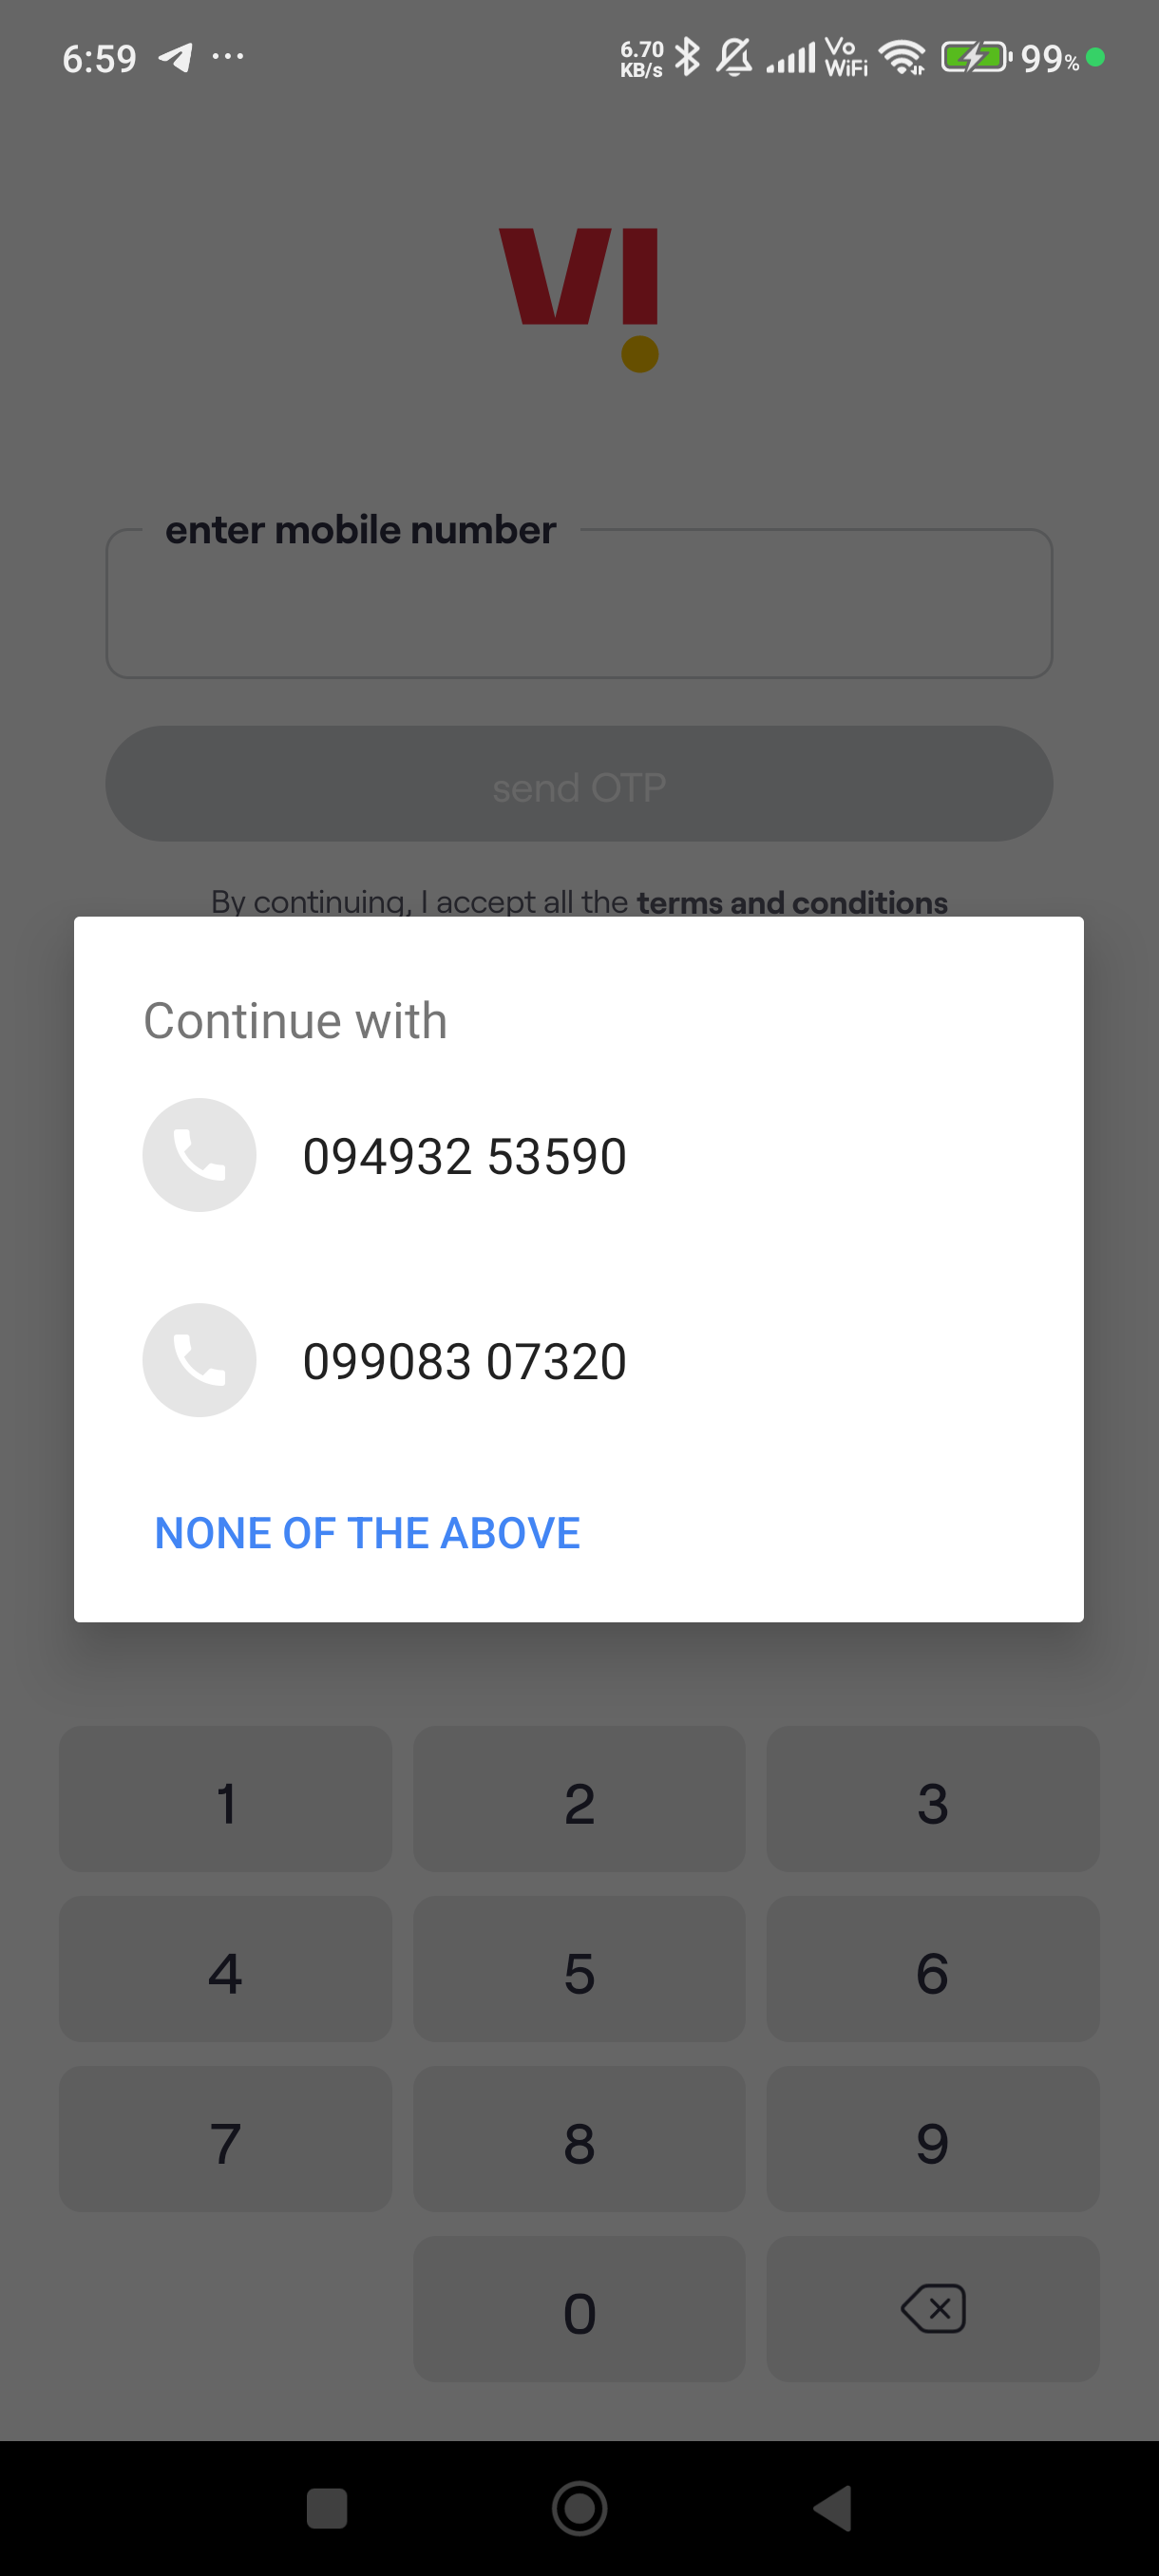 6:59 ...
6.70 KB/s Vo WiFi 99%
VI
enter mobile number
send OTP
By continuing, I accept all the terms and conditions
Continue with
094932 53590
099083 07320
NONE OF THE ABOVE
1 2 3
4 5 6
7 8 9
0